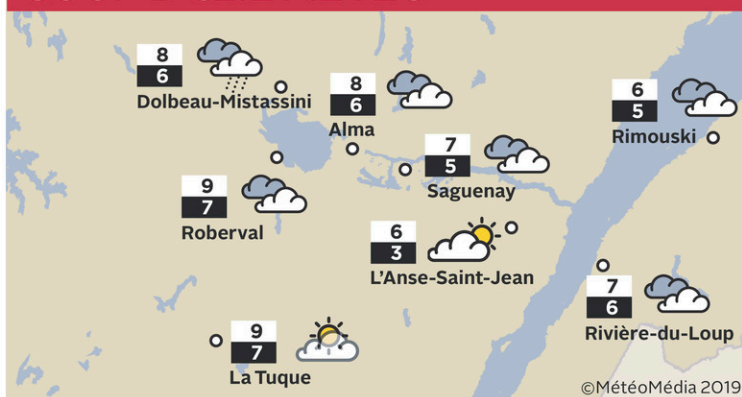 8
6
Dolbeau-Mistassini
8
6
Alma
6
5
Rimouski
7
5
Saguenay
9
7
Roberval
6
3
L'Anse-Saint-Jean
7
6
Rivière-du-Loup
9
7
La Tuque
©MétéoMédia 2019